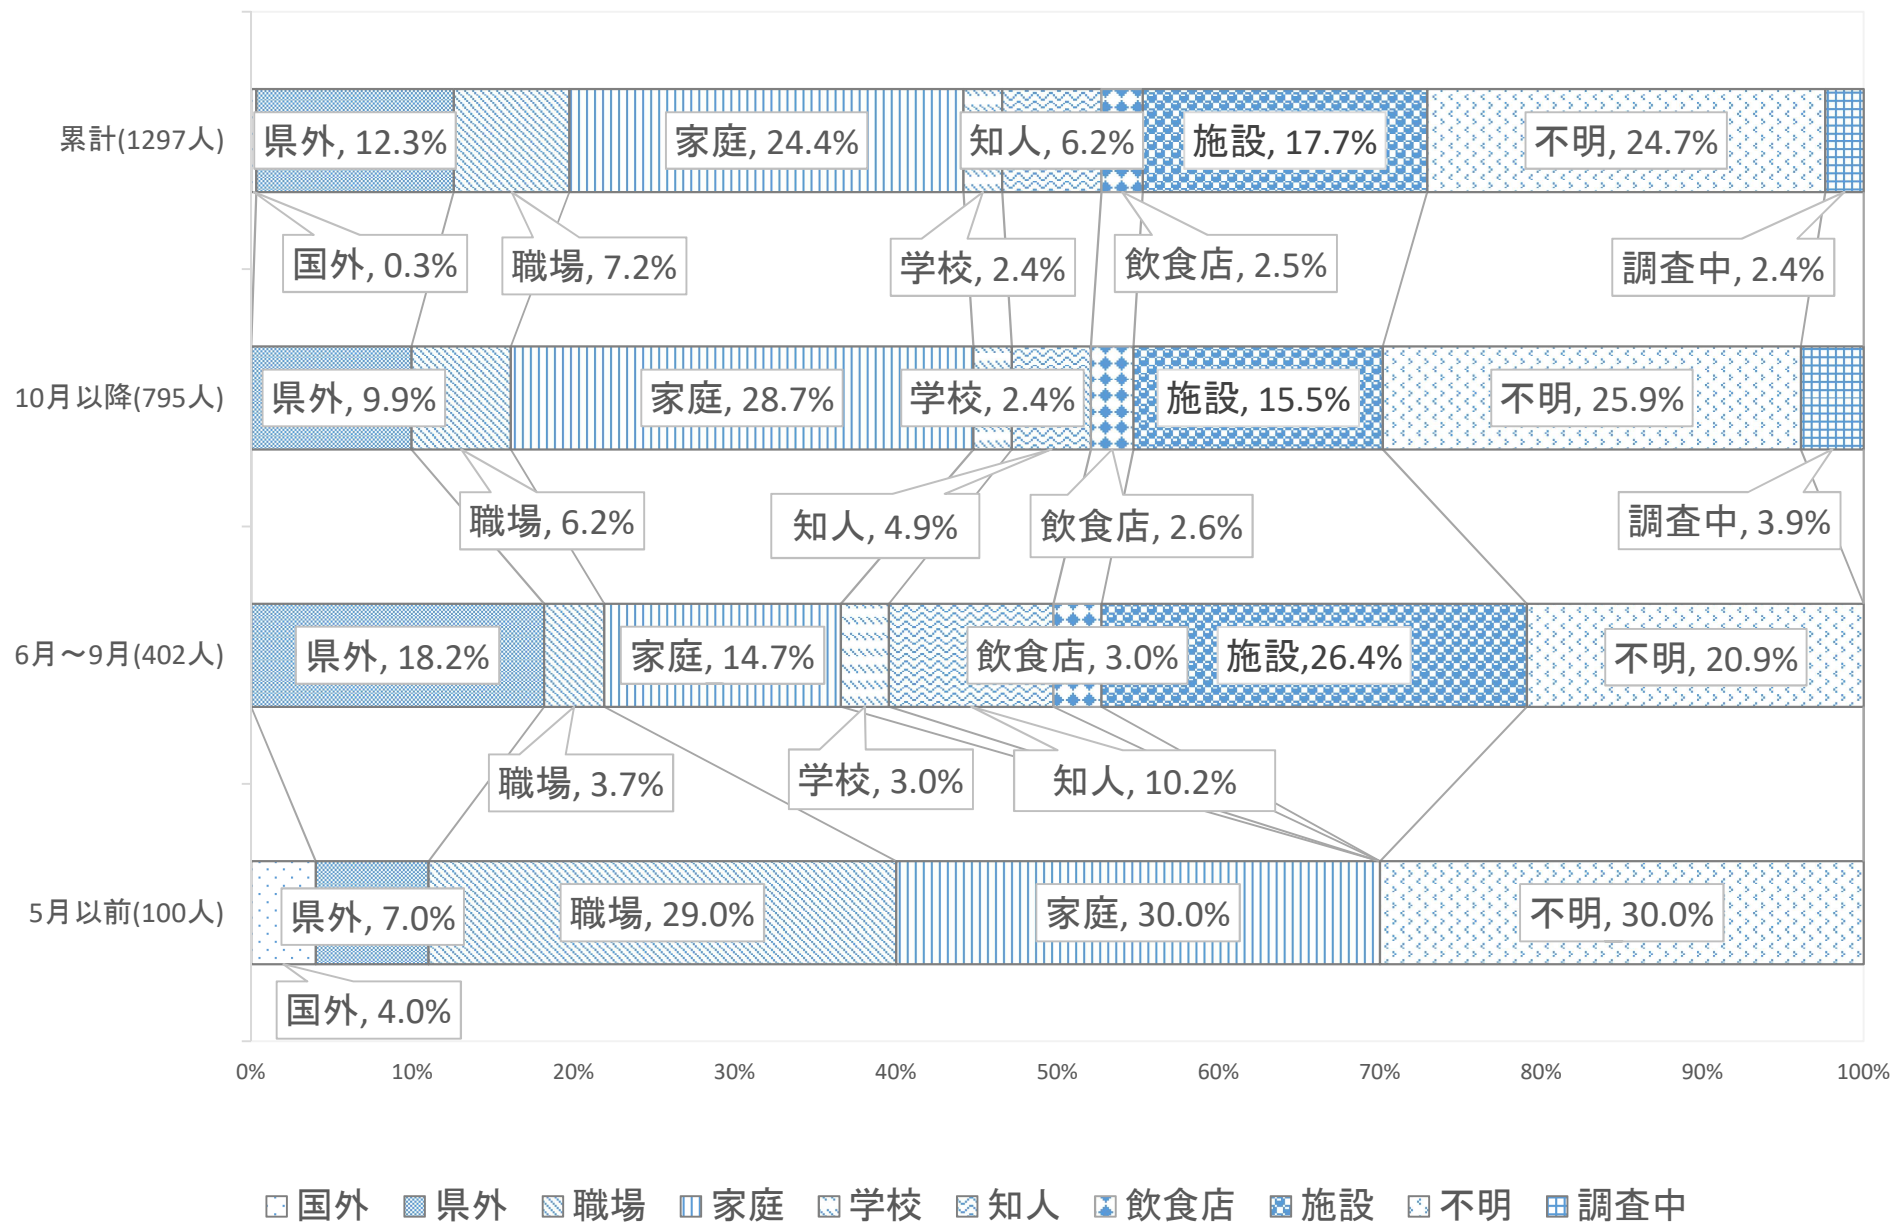 累計(1297人)
県外, 12.3%
家庭, 24.4%
知人, 6.2%
施設, 17.7%
不明, 24.7%
国外, 0.3%
職場, 7.2%
学校, 2.4%
飲食店, 2.5%
調査中, 2.4%
10月以降(795人)
県外, 9.9%
家庭, 28.7%
学校, 2.4%
施設, 15.5%
不明, 25.9%
職場, 6.2%
知人, 4.9%
飲食店, 2.6%
調査中, 3.9%
6月～9月(402人)
県外, 18.2%
家庭, 14.7%
飲食店, 3.0%
施設,26.4%
不明, 20.9%
職場, 3.7%
学校, 3.0%
知人, 10.2%
5月以前(100人)
県外, 7.0%
職場, 29.0%
家庭, 30.0%
不明, 30.0%
国外, 4.0%
0% 10% 20% 30% 40% 50% 60% 70% 80% 90% 100%
国外 県外 職場 家庭 学校 知人 飲食店 施設 不明 調査中